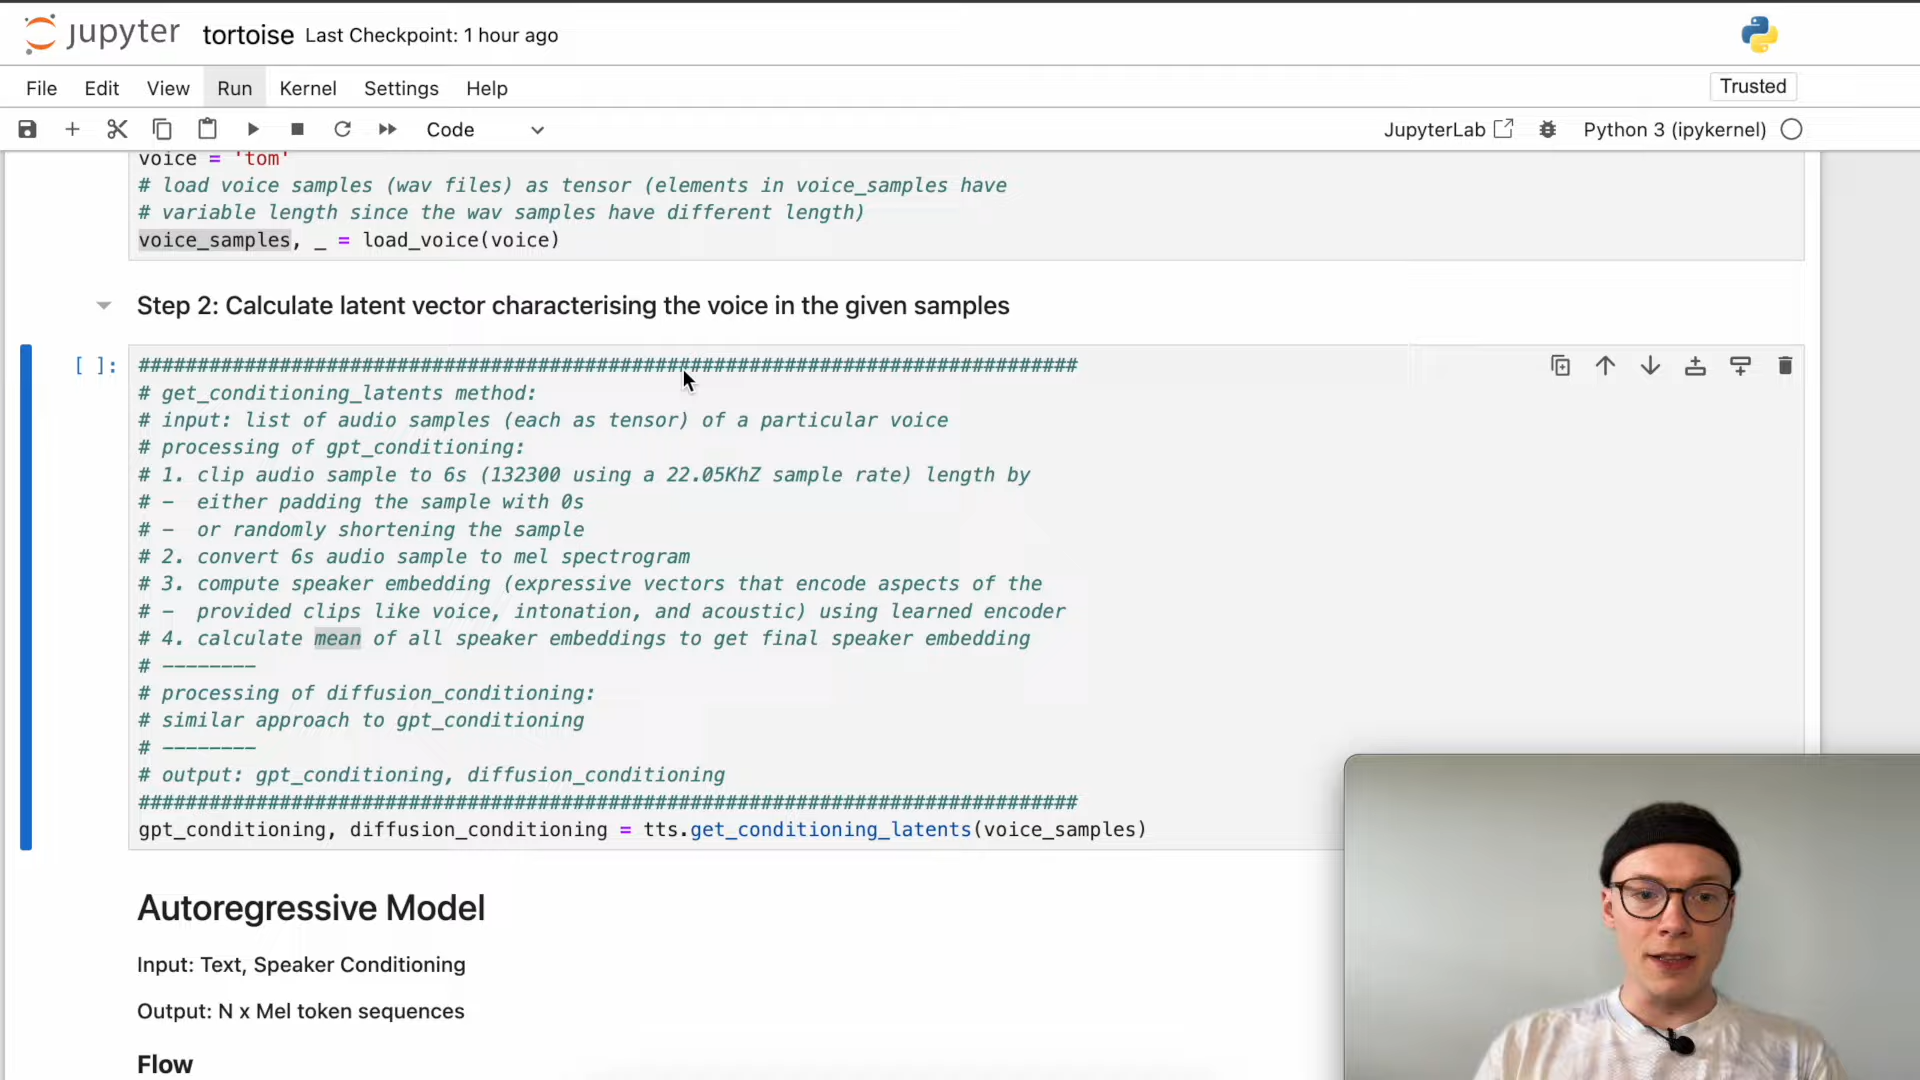 jupyter tortoise Last Checkpoint: 1 hour ago
File Edit View Run Kernel Settings Help Trusted
Code JupyterLab Python 3 (ipykernel)
voice = 'tom'
# load voice samples (wav files) as tensor (elements in voice_samples have
# variable length since the wav samples have different length)
voice_samples, _ = load_voice(voice)
Step 2: Calculate latent vector characterising the voice in the given samples
[ ]: ################################################################################
# get_conditioning_latents method:
# input: list of audio samples (each as tensor) of a particular voice
# processing of gpt_conditioning:
# 1. clip audio sample to 6s (132300 using a 22.05KhZ sample rate) length by
# -  either padding the sample with 0s
# -  or randomly shortening the sample
# 2. convert 6s audio sample to mel spectrogram
# 3. compute speaker embedding (expressive vectors that encode aspects of the
# -  provided clips like voice, intonation, and acoustic) using learned encoder
# 4. calculate mean of all speaker embeddings to get final speaker embedding
# --------
# processing of diffusion_conditioning:
# similar approach to gpt_conditioning
# --------
# output: gpt_conditioning, diffusion_conditioning
################################################################################
gpt_conditioning, diffusion_conditioning = tts.get_conditioning_latents(voice_samples)
Autoregressive Model
Input: Text, Speaker Conditioning
Output: N x Mel token sequences
Flow